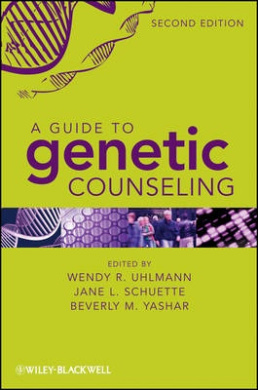 SECOND EDITION
A GUIDE TO
genetic
COUNSELING
EDITED BY
WENDY R. UHLMANN
JANE L. SCHUETTE
BEVERLY M. YASHAR
WILEY-BLACKWELL